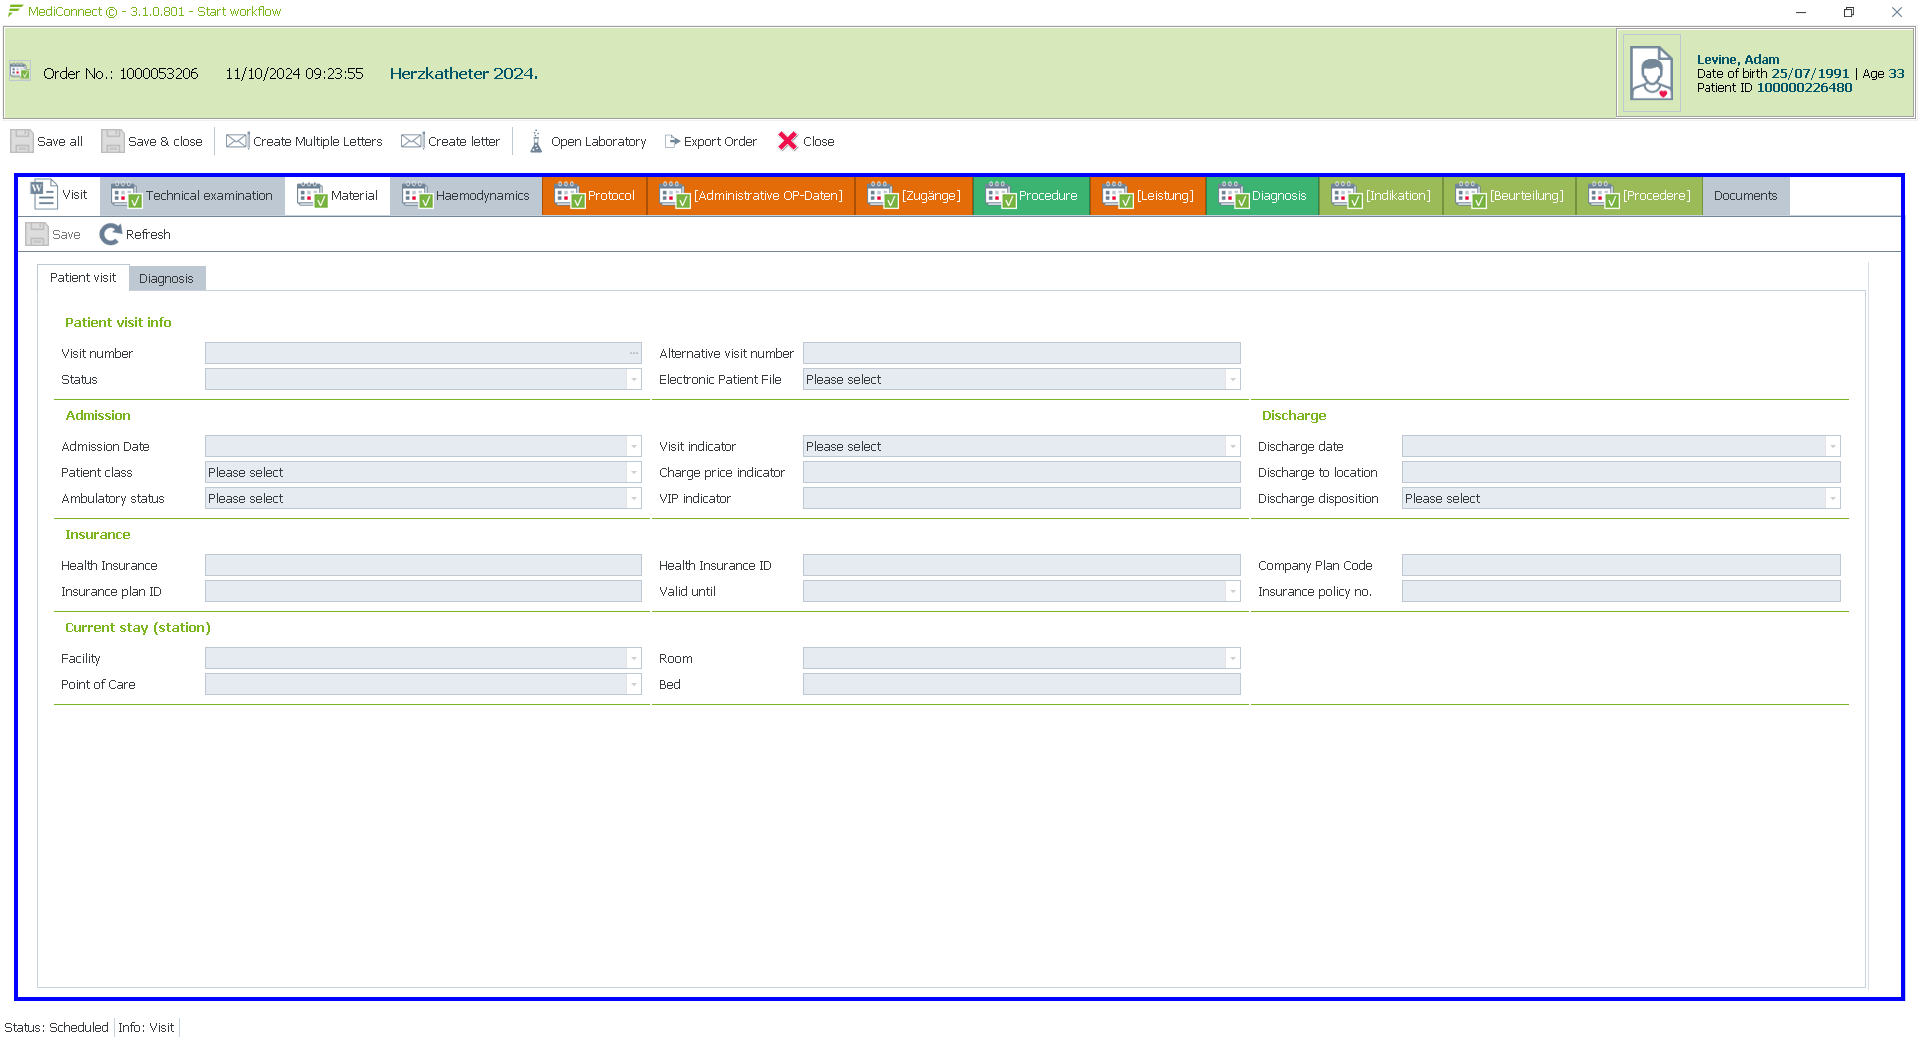 MediConnect © - 3.1.0.801 - Start workflow
Order No.: 1000053206 11/10/2024 09:23:55 Herzkatheter 2024.
Levine, Adam
Date of birth 25/07/1991 | Age 33
Patient ID 100000226480
Save all Save & close Create Multiple Letters Create letter Open Laboratory Export Order Close
Visit Technical examination Material Haemodynamics Protocol [Administrative OP-Daten] [Zugänge] Procedure [Leistung] Diagnosis [Indikation] [Beurteilung] [Procedere] Documents
Save Refresh
Patient visit Diagnosis
Patient visit info
Visit number ... Alternative visit number
Status Electronic Patient File Please select
Admission Discharge
Admission Date Visit indicator Please select Discharge date
Patient class Please select Charge price indicator Discharge to location
Ambulatory status Please select VIP indicator Discharge disposition Please select
Insurance
Health Insurance Health Insurance ID Company Plan Code
Insurance plan ID Valid until Insurance policy no.
Current stay (station)
Facility Room
Point of Care Bed
Status: Scheduled Info: Visit